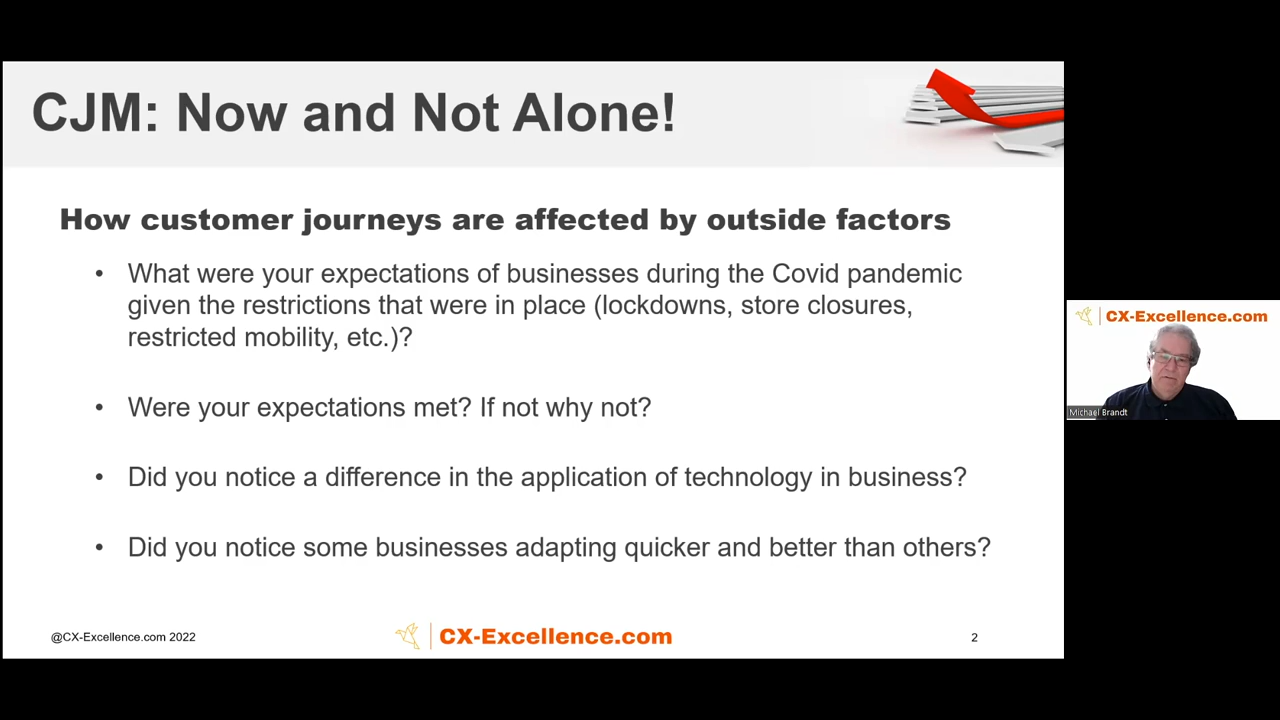 CJM: Now and Not Alone!
How customer journeys are affected by outside factors
• What were your expectations of businesses during the Covid pandemic
given the restrictions that were in place (lockdowns, store closures,
restricted mobility, etc.)?
• Were your expectations met? If not why not?
• Did you notice a difference in the application of technology in business?
• Did you notice some businesses adapting quicker and better than others?
@CX-Excellence.com 2022
CX-Excellence.com
2
CX-Excellence.com
Michael Brandt